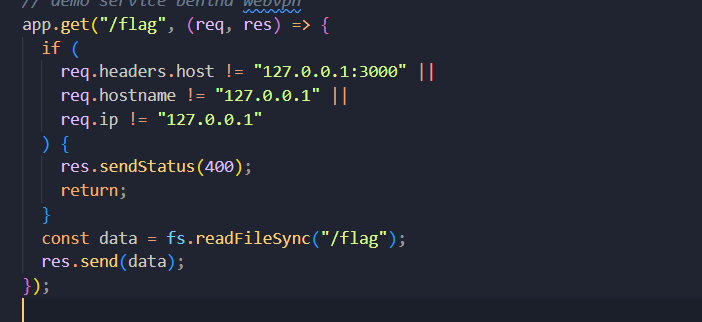 // demo service behind webvpn
app.get("/flag", (req, res) => {
if (
req.headers.host != "127.0.0.1:3000" ||
req.hostname != "127.0.0.1" ||
req.ip != "127.0.0.1"
) {
res.sendStatus(400);
return;
}
const data = fs.readFileSync("/flag");
res.send(data);
});